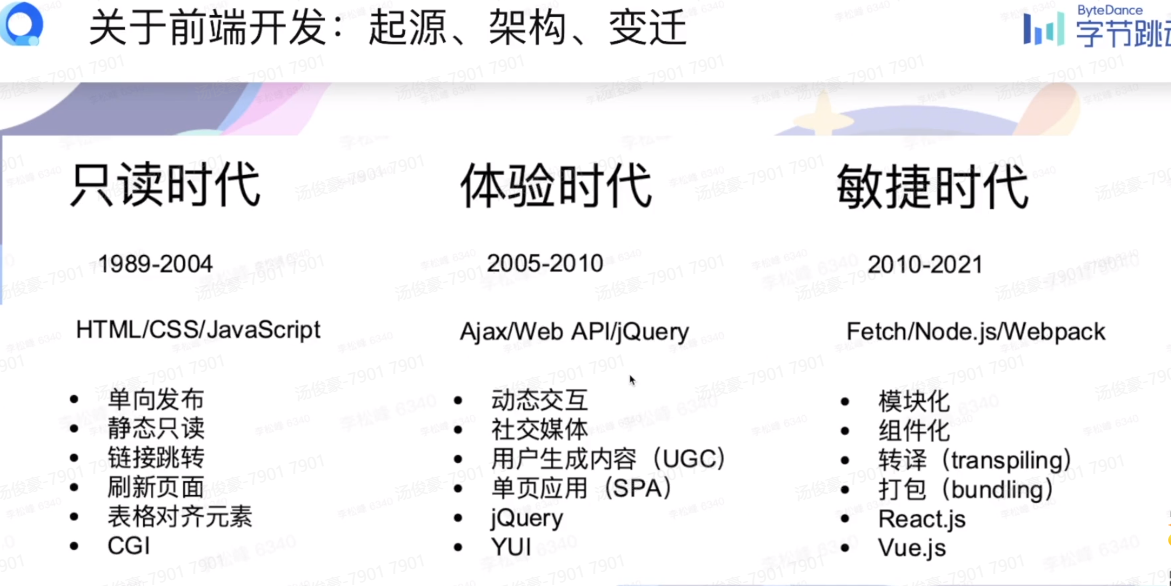 关于前端开发：起源、架构、变迁
ByteDance
字节跳
只读时代
1989-2004
HTML/CSS/JavaScript
单向发布
静态只读
链接跳转
刷新页面
表格对齐元素
CGI
体验时代
2005-2010
Ajax/Web API/jQuery
动态交互
社交媒体
用户生成内容（UGC）
单页应用（SPA）
jQuery
YUI
敏捷时代
2010-2021
Fetch/Node.js/Webpack
模块化
组件化
转译（transpiling）
打包（bundling）
React.js
Vue.js
汤俊豪-7901 7901
李松峰 6340